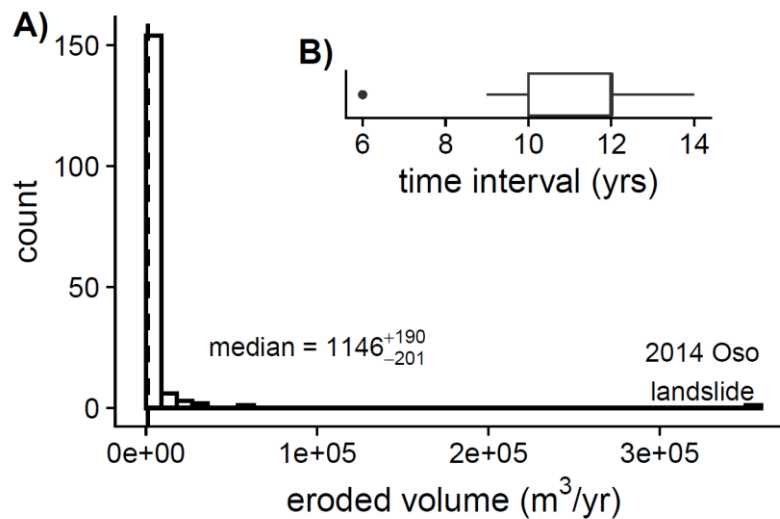 A)
150
100
50
0
count
0e+00 1e+05 2e+05 3e+05
eroded volume (m³/yr)
median = 1146 +190 −201
2014 Oso
landslide
B)
6 8 10 12 14
time interval (yrs)